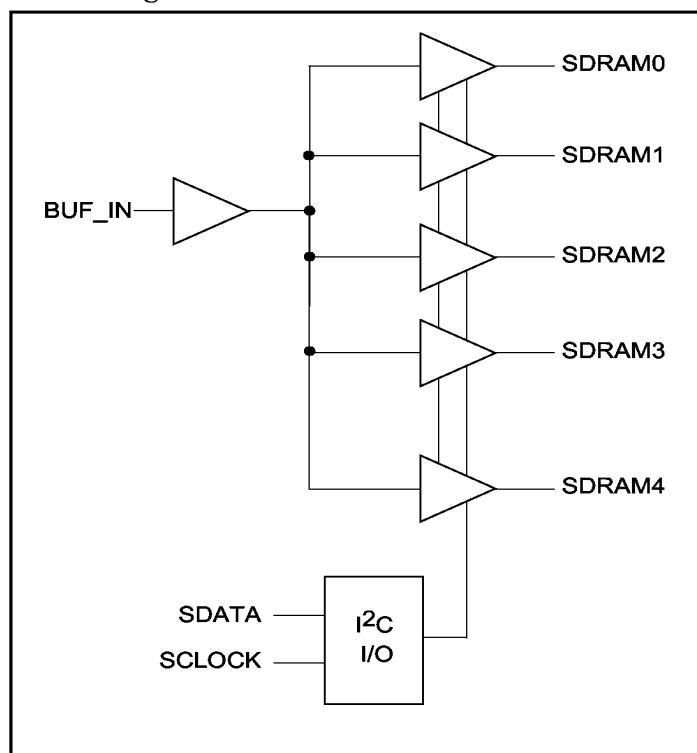 SDRAM0
SDRAM1
BUF_IN
SDRAM2
SDRAM3
SDRAM4
SDATA
I²C
I/O
SCLOCK